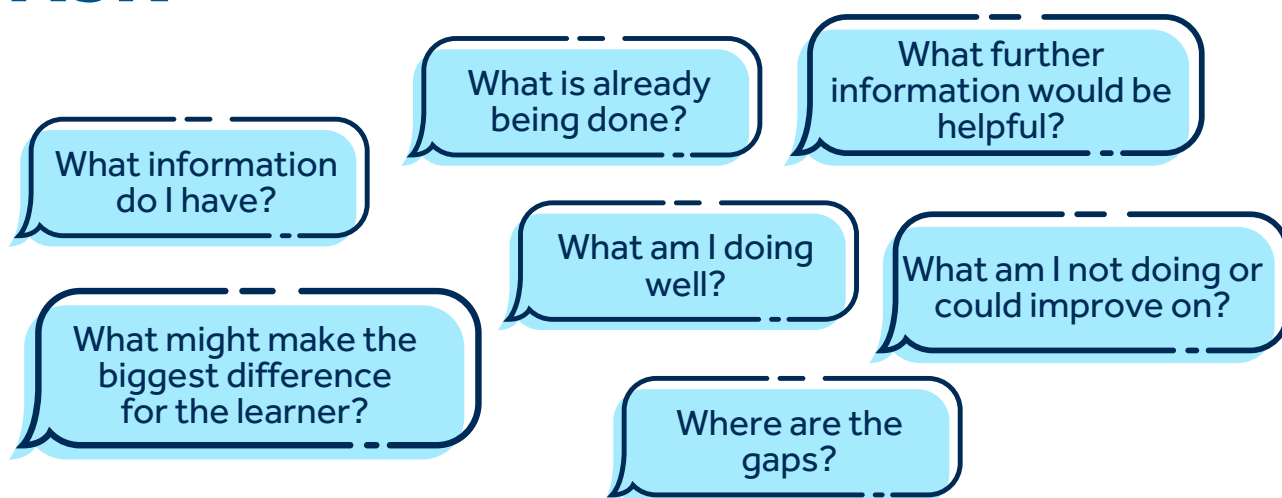 What is already
being done?
What further
information would be
helpful?
What information
do I have?
What am I doing
well?
What am I not doing or
could improve on?
What might make the
biggest difference
for the learner?
Where are the
gaps?